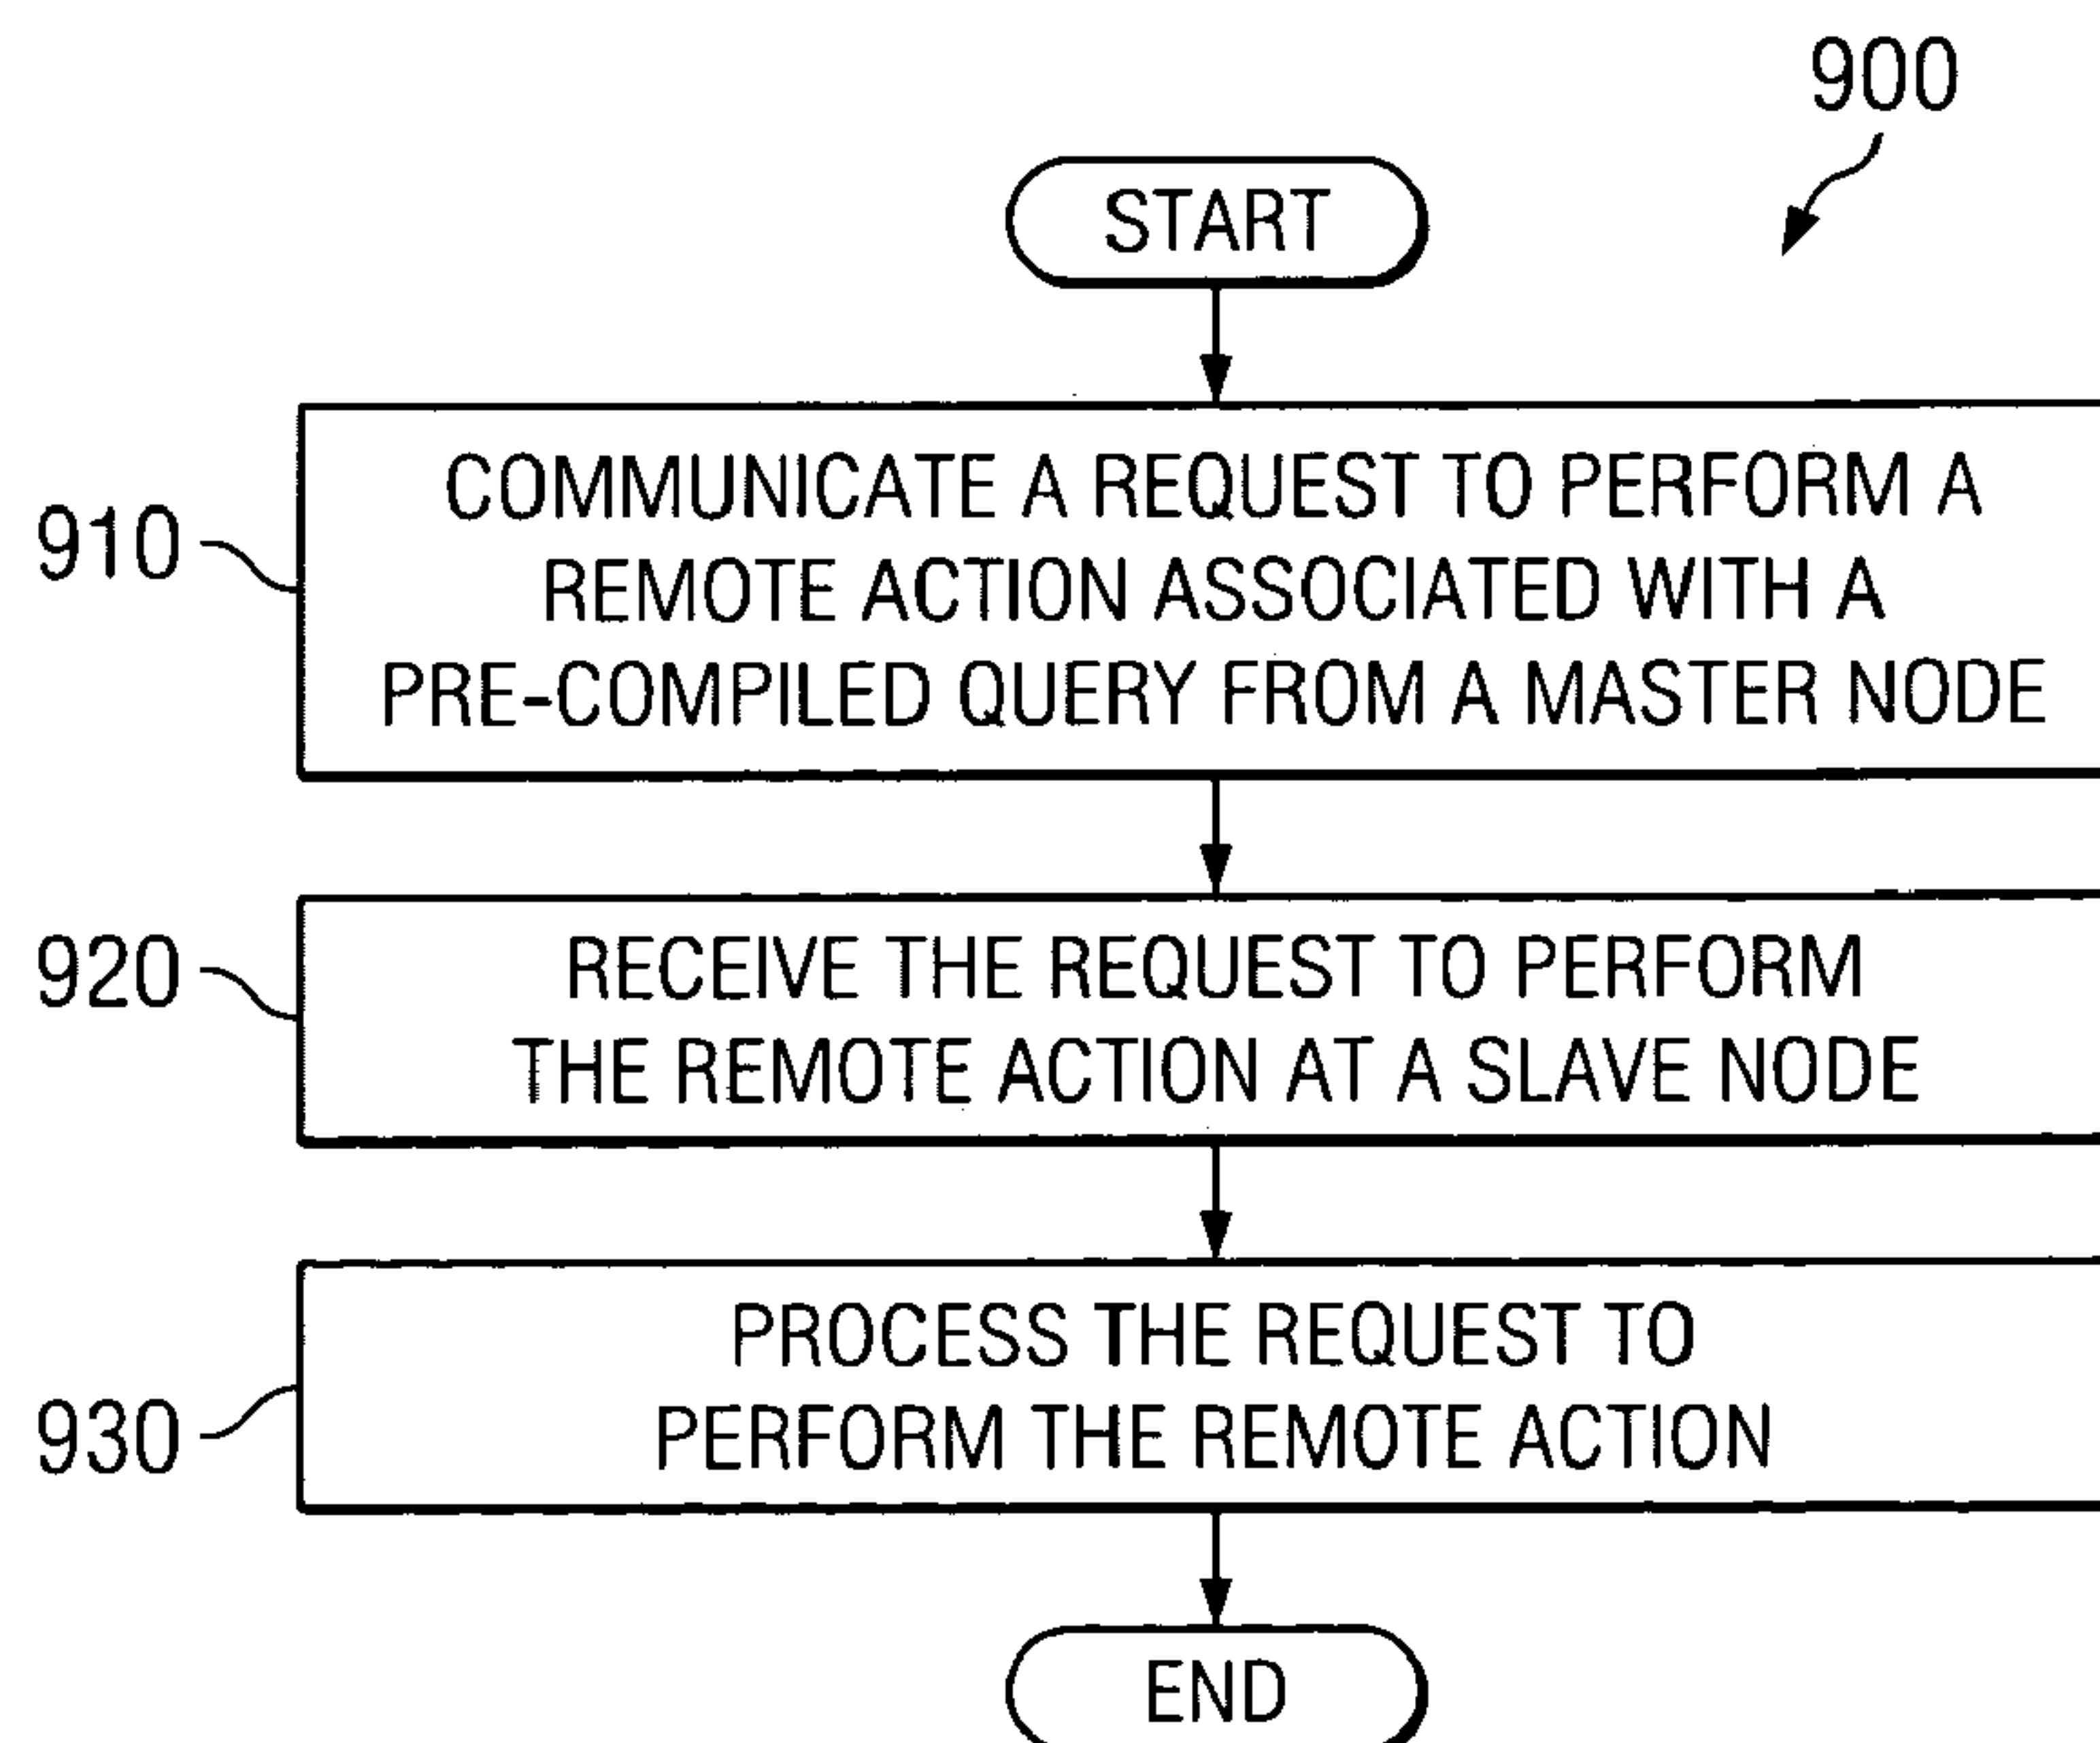 900
START
910
COMMUNICATE A REQUEST TO PERFORM A
REMOTE ACTION ASSOCIATED WITH A
PRE-COMPILED QUERY FROM A MASTER NODE
920
RECEIVE THE REQUEST TO PERFORM
THE REMOTE ACTION AT A SLAVE NODE
930
PROCESS THE REQUEST TO
PERFORM THE REMOTE ACTION
END